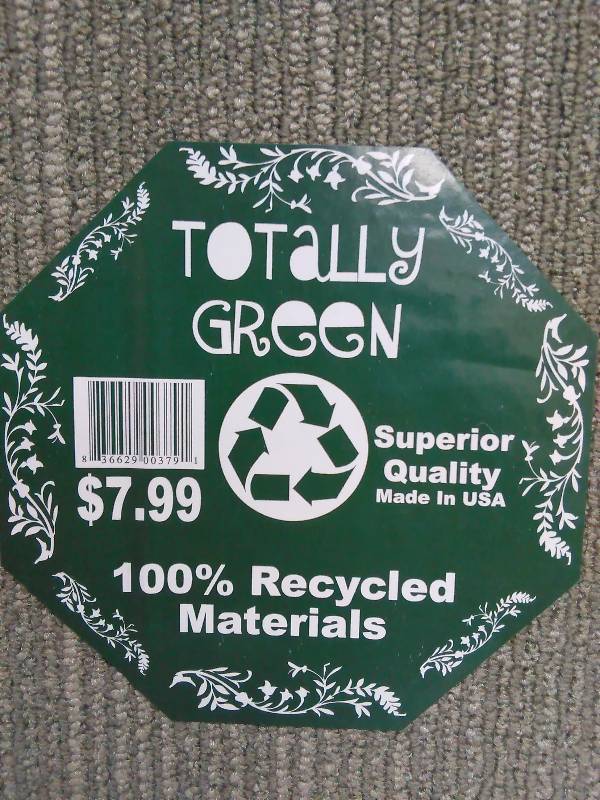 TOTaLLy
GReeN
8 36629 00379 1
$7.99
Superior
Quality
Made In USA
100% Recycled
Materials